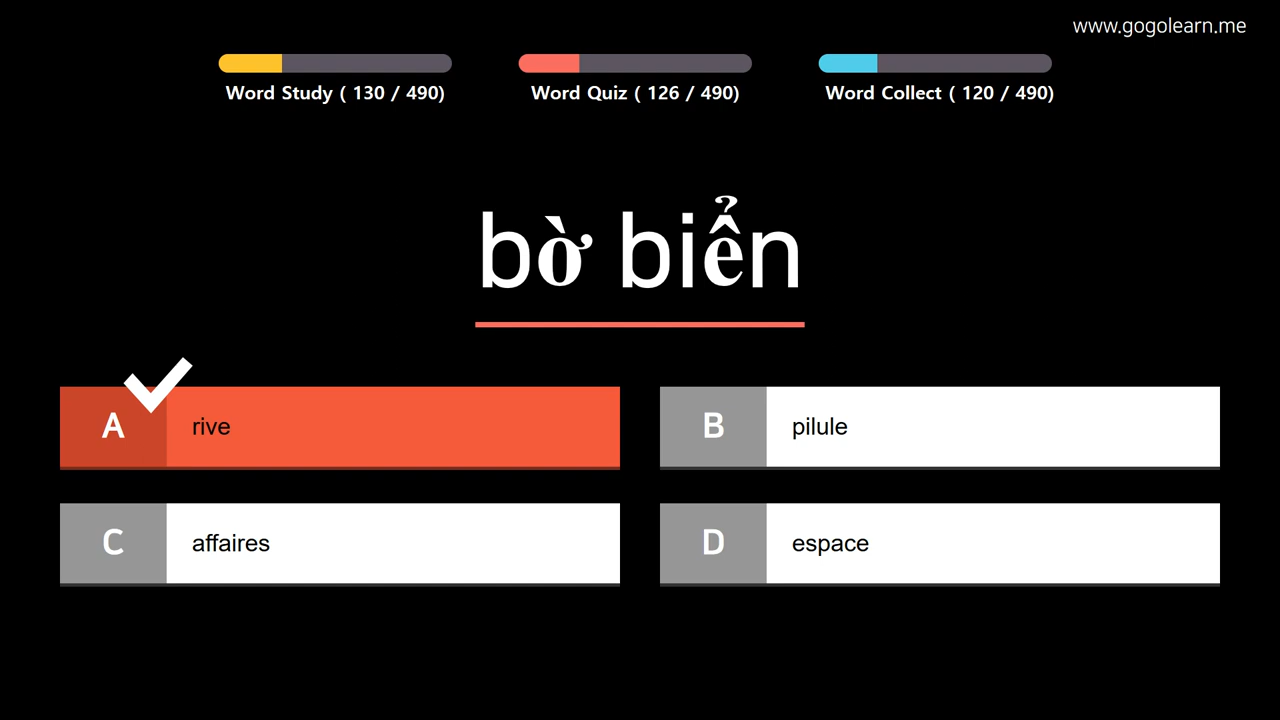 www.gogolearn.me
Word Study ( 130 / 490)
Word Quiz ( 126 / 490)
Word Collect ( 120 / 490)
bờ biển
A rive
B pilule
C affaires
D espace